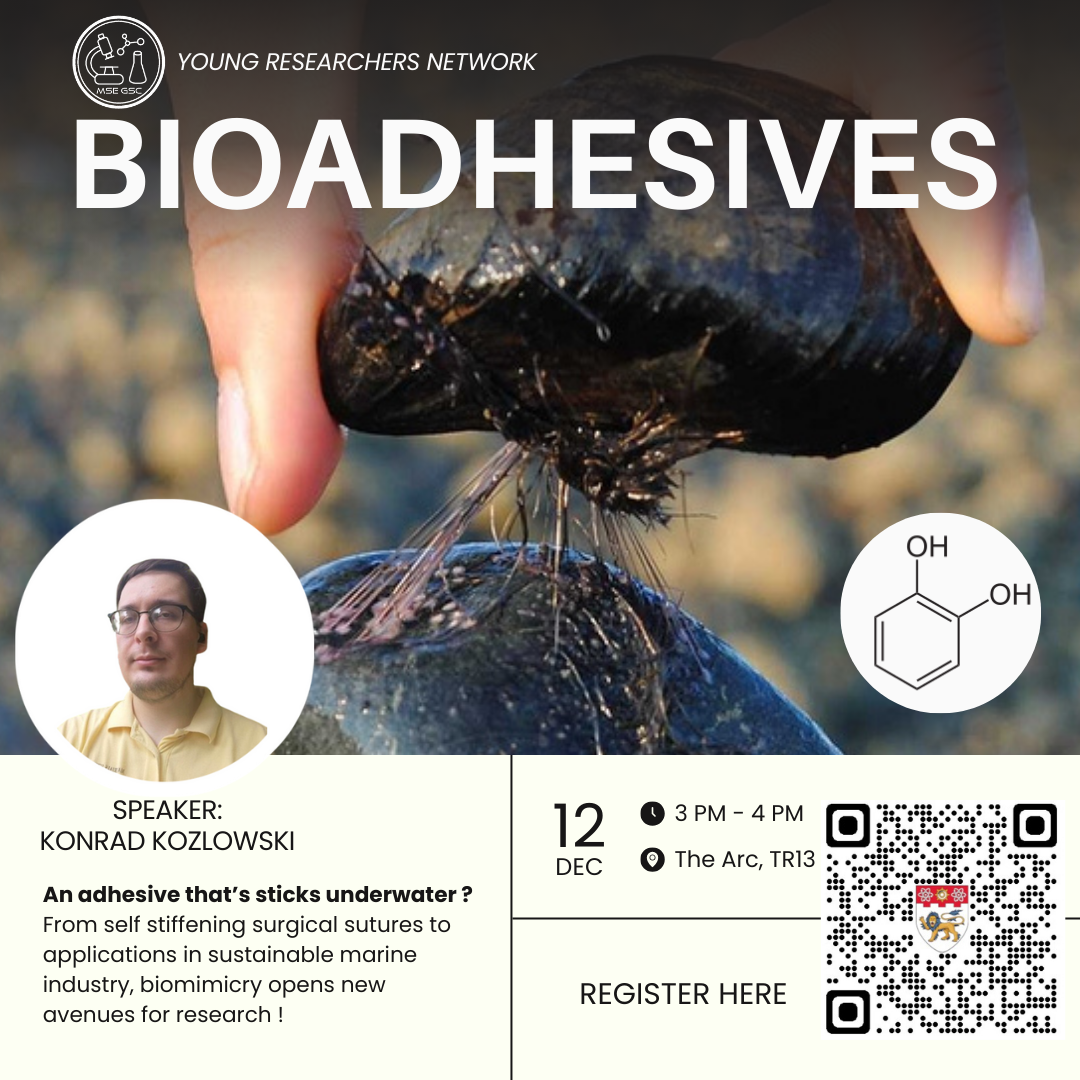 MSE GSC
YOUNG RESEARCHERS NETWORK
BIOADHESIVES
OH
OH
SPEAKER:
KONRAD KOZLOWSKI
An adhesive that’s sticks underwater ?
From self stiffening surgical sutures to
applications in sustainable marine
industry, biomimicry opens new
avenues for research !
12
DEC
3 PM - 4 PM
The Arc, TR13
REGISTER HERE